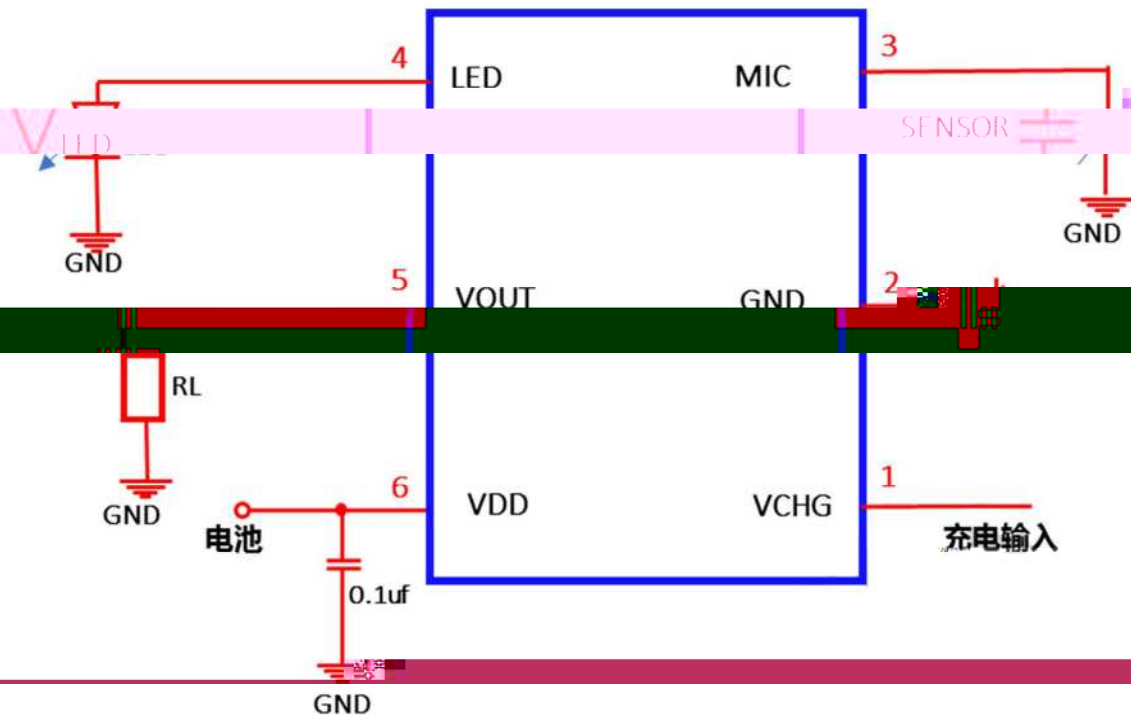 4
LED
MIC
3
LED
SENSOR
GND
GND
5
VOUT
GND
2
RL
GND
6
VDD
VCHG
1
电池
充电输入
0.1uf
GND